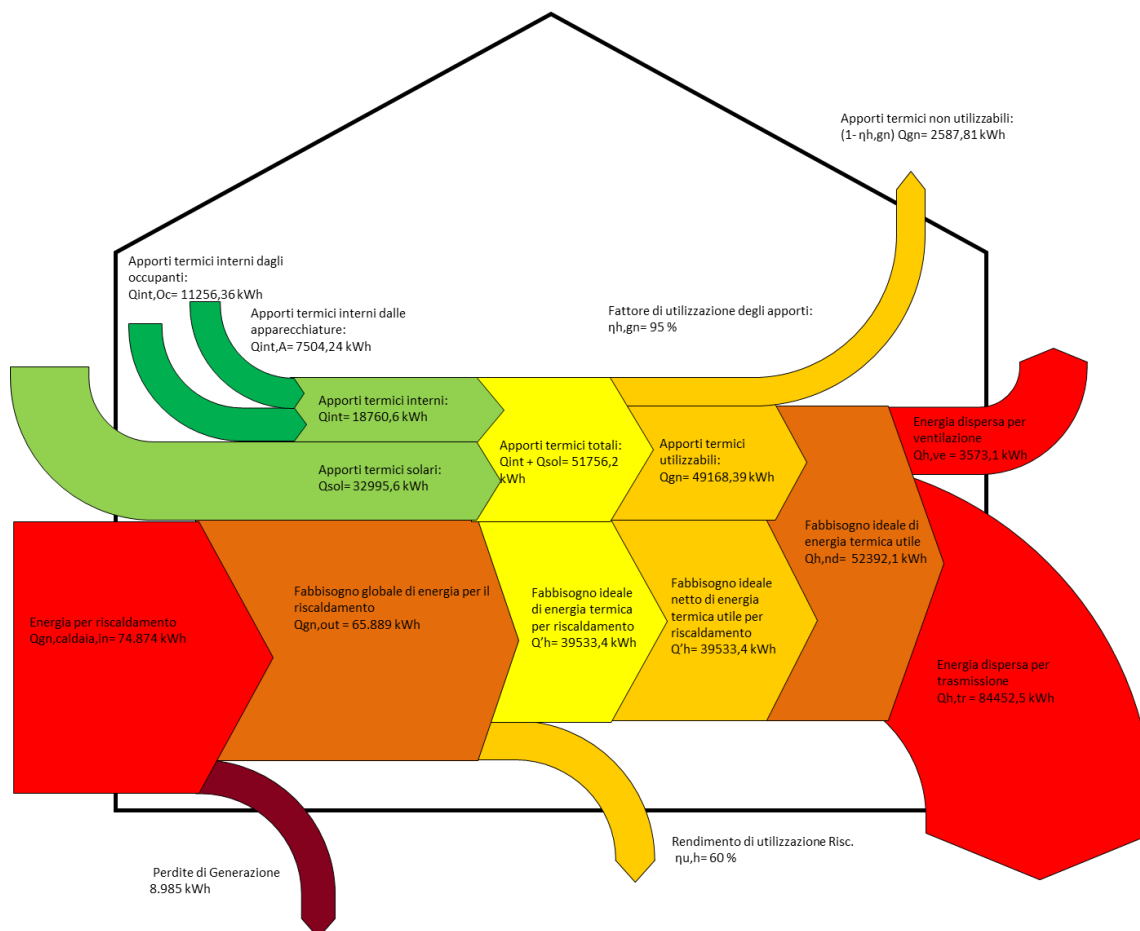 Apporti termici non utilizzabili:
(1- ηh,gn) Qgn= 2587,81 kWh
Apporti termici interni dagli
occupanti:
Qint,Oc= 11256,36 kWh
Apporti termici interni dalle
apparecchiature:
Qint,A= 7504,24 kWh
Fattore di utilizzazione degli apporti:
ηh,gn= 95 %
Apporti termici interni:
Qint= 18760,6 kWh
Apporti termici solari:
Qsol= 32995,6 kWh
Apporti termici totali:
Qint + Qsol= 51756,2
kWh
Apporti termici
utilizzabili:
Qgn= 49168,39 kWh
Energia dispersa per
ventilazione
Qh,ve = 3573,1 kWh
Fabbisogno ideale di
energia termica utile
Qh,nd= 52392,1 kWh
Energia per riscaldamento
Qgn,caldaia,in= 74.874 kWh
Fabbisogno globale di energia per il
riscaldamento
Qgn,out = 65.889 kWh
Fabbisogno ideale
di energia termica
per riscaldamento
Q'h= 39533,4 kWh
Fabbisogno ideale
netto di energia
termica utile per
riscaldamento
Q'h= 39533,4 kWh
Energia dispersa per
trasmissione
Qh,tr = 84452,5 kWh
Perdite di Generazione
8.985 kWh
Rendimento di utilizzazione Risc.
ηu,h= 60 %